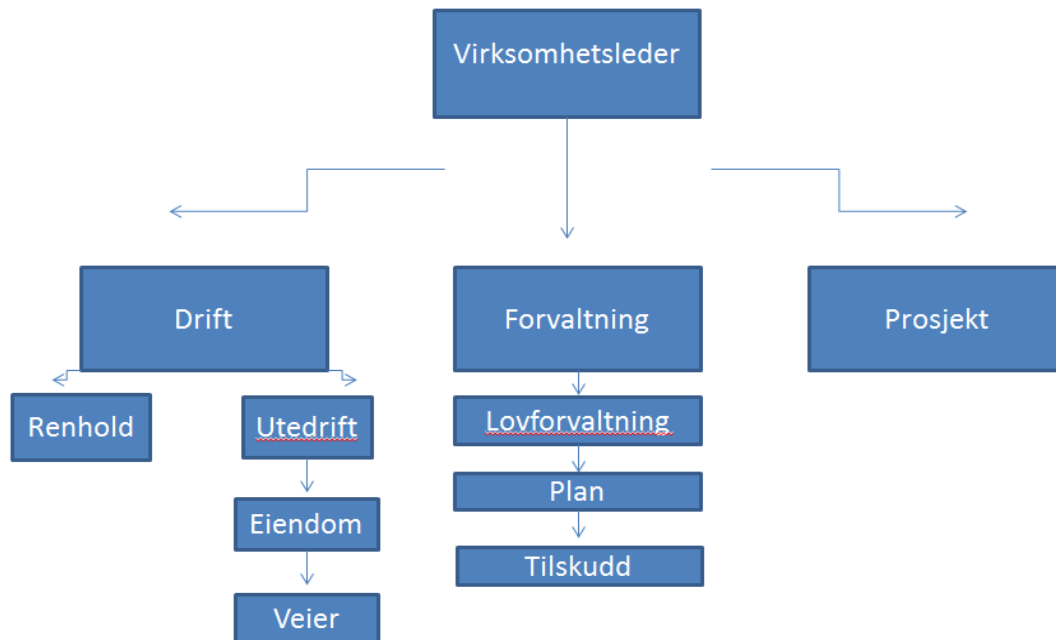 Virksomhetsleder
Drift
Forvaltning
Prosjekt
Renhold
Utedrift
Lovforvaltning
Plan
Eiendom
Tilskudd
Veier